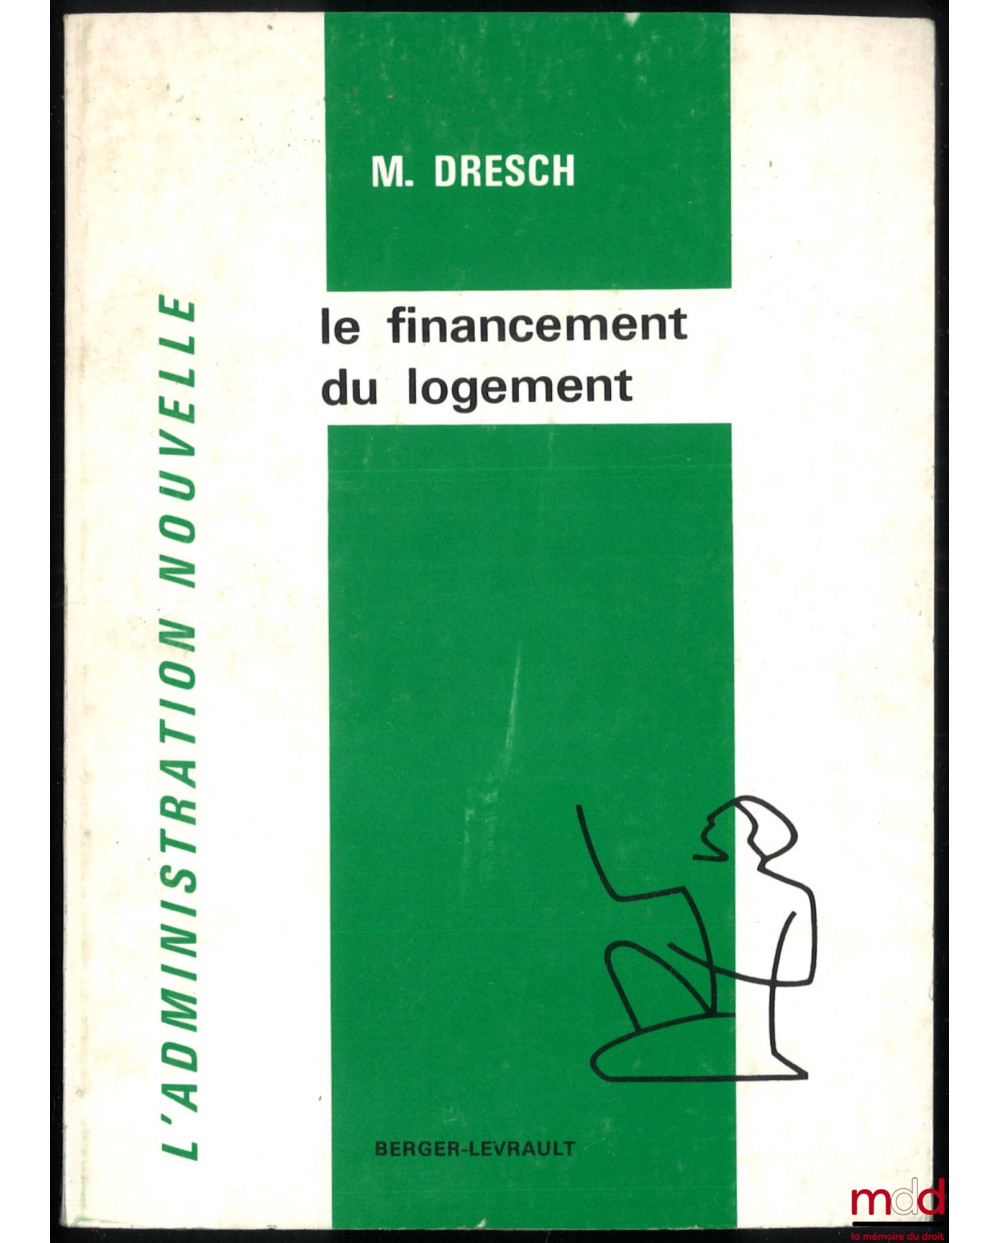 M. DRESCH
le financement
du logement
L'ADMINISTRATION NOUVELLE
BERGER-LEVRAULT
mdd
la mémoire du droit